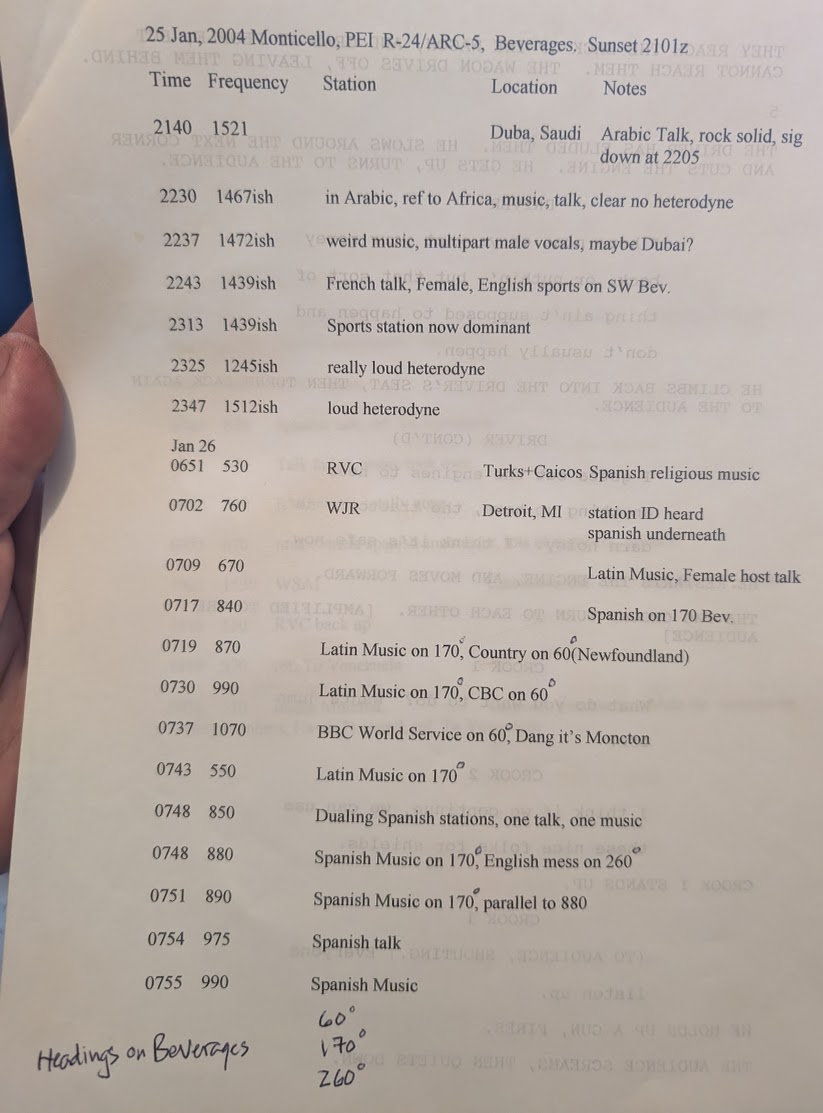 25 Jan, 2004 Monticello, PEI R-24/ARC-5, Beverages. Sunset 2101z
Time Frequency Station Location Notes
2140 1521 Duba, Saudi Arabic Talk, rock solid, sig
down at 2205
2230 1467ish in Arabic, ref to Africa, music, talk, clear no heterodyne
2237 1472ish weird music, multipart male vocals, maybe Dubai?
2243 1439ish French talk, Female, English sports on SW Bev.
2313 1439ish Sports station now dominant
2325 1245ish really loud heterodyne
2347 1512ish loud heterodyne
Jan 26
0651 530 RVC Turks+Caicos Spanish religious music
0702 760 WJR Detroit, MI station ID heard
spanish underneath
0709 670 Latin Music, Female host talk
0717 840 Spanish on 170 Bev.
0719 870 Latin Music on 170°, Country on 60°(Newfoundland)
0730 990 Latin Music on 170°, CBC on 60°
0737 1070 BBC World Service on 60°, Dang it's Moncton
0743 550 Latin Music on 170°
0748 850 Dualing Spanish stations, one talk, one music
0748 880 Spanish Music on 170°, English mess on 260°
0751 890 Spanish Music on 170°, parallel to 880
0754 975 Spanish talk
0755 990 Spanish Music
Headings on Beverages 60°
170°
260°